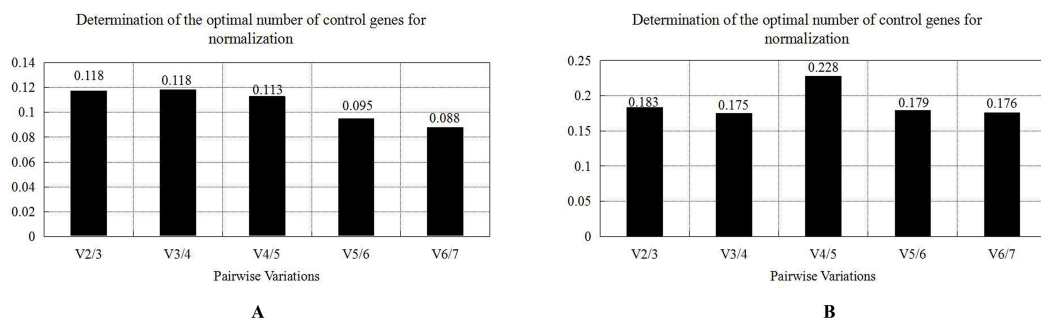 Determination of the optimal number of control genes for
normalization
0.14
0.12
0.1
0.08
0.06
0.04
0.02
0
0.118
0.118
0.113
0.095
0.088
V2/3 V3/4 V4/5 V5/6 V6/7
Pairwise Variations
A
Determination of the optimal number of control genes for
normalization
0.25
0.2
0.15
0.1
0.05
0
0.183
0.175
0.228
0.179
0.176
V2/3 V3/4 V4/5 V5/6 V6/7
Pairwise Variations
B